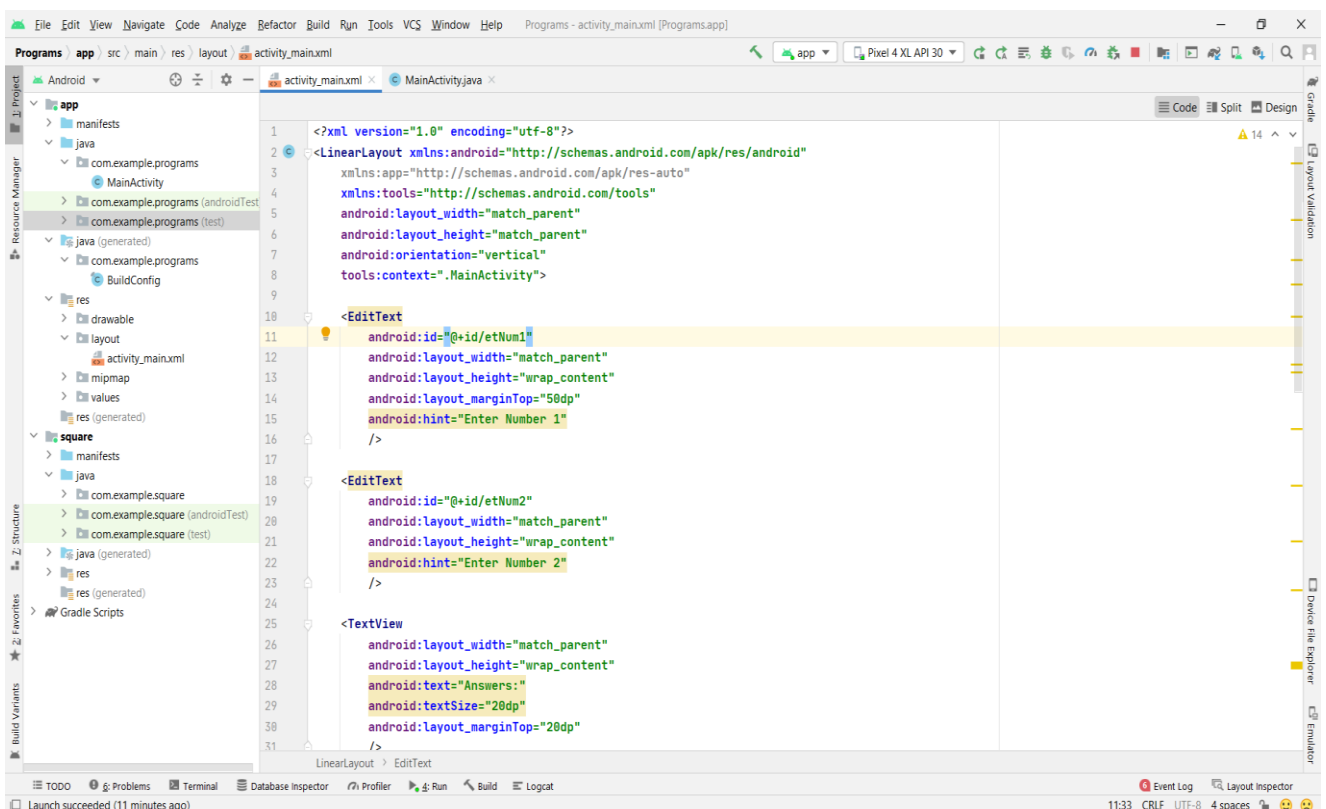 File Edit View Navigate Code Analyze Refactor Build Run Tools VCS Window Help Programs - activity_main.xml [Programs.app]
Programs app src main res layout activity_main.xml app Pixel 4 XL API 30
1: Project
Resource Manager
Z: Structure
2: Favorites
Build Variants
Android
app
manifests
java
com.example.programs
MainActivity
com.example.programs (androidTest
com.example.programs (test)
java (generated)
com.example.programs
BuildConfig
res
drawable
layout
activity_main.xml
mipmap
values
res (generated)
square
manifests
java
com.example.square
com.example.square (androidTest)
com.example.square (test)
java (generated)
res
res (generated)
Gradle Scripts
activity_main.xml MainActivity.java
Code Split Design
14
1 <?xml version="1.0" encoding="utf-8"?>
2 <LinearLayout xmlns:android="http://schemas.android.com/apk/res/android"
3 xmlns:app="http://schemas.android.com/apk/res-auto"
4 xmlns:tools="http://schemas.android.com/tools"
5 android:layout_width="match_parent"
6 android:layout_height="match_parent"
7 android:orientation="vertical"
8 tools:context=".MainActivity">
9
10 <EditText
11 android:id="@+id/etNum1"
12 android:layout_width="match_parent"
13 android:layout_height="wrap_content"
14 android:layout_marginTop="50dp"
15 android:hint="Enter Number 1"
16 />
17
18 <EditText
19 android:id="@+id/etNum2"
20 android:layout_width="match_parent"
21 android:layout_height="wrap_content"
22 android:hint="Enter Number 2"
23 />
24
25 <TextView
26 android:layout_width="match_parent"
27 android:layout_height="wrap_content"
28 android:text="Answers:"
29 android:textSize="20dp"
30 android:layout_marginTop="20dp"
31 />
LinearLayout > EditText
Gradle
Layout Validation
Device File Explorer
Emulator
TODO 6: Problems Terminal Database Inspector Profiler 4: Run Build Logcat 6 Event Log Layout Inspector
Launch succeeded (11 minutes ago) 11:33 CRLF UTF-8 4 spaces